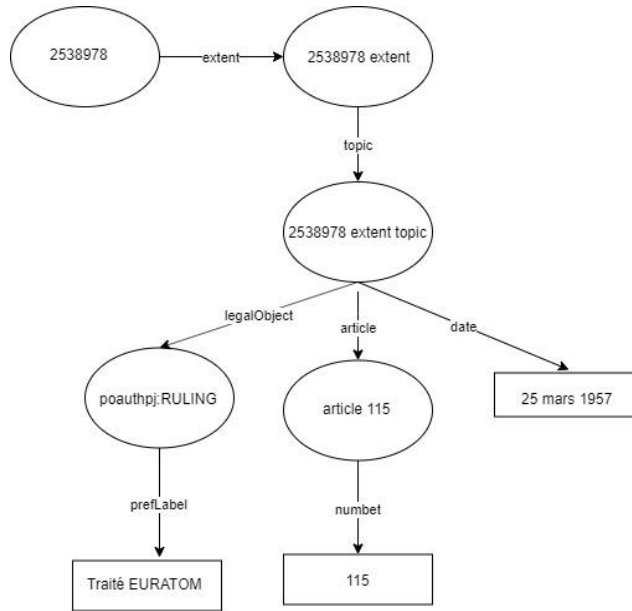 2538978
extent
2538978 extent
topic
2538978 extent topic
legalObject
article
date
poauthpj:RULING
article 115
25 mars 1957
prefLabel
numbet
Traité EURATOM
115